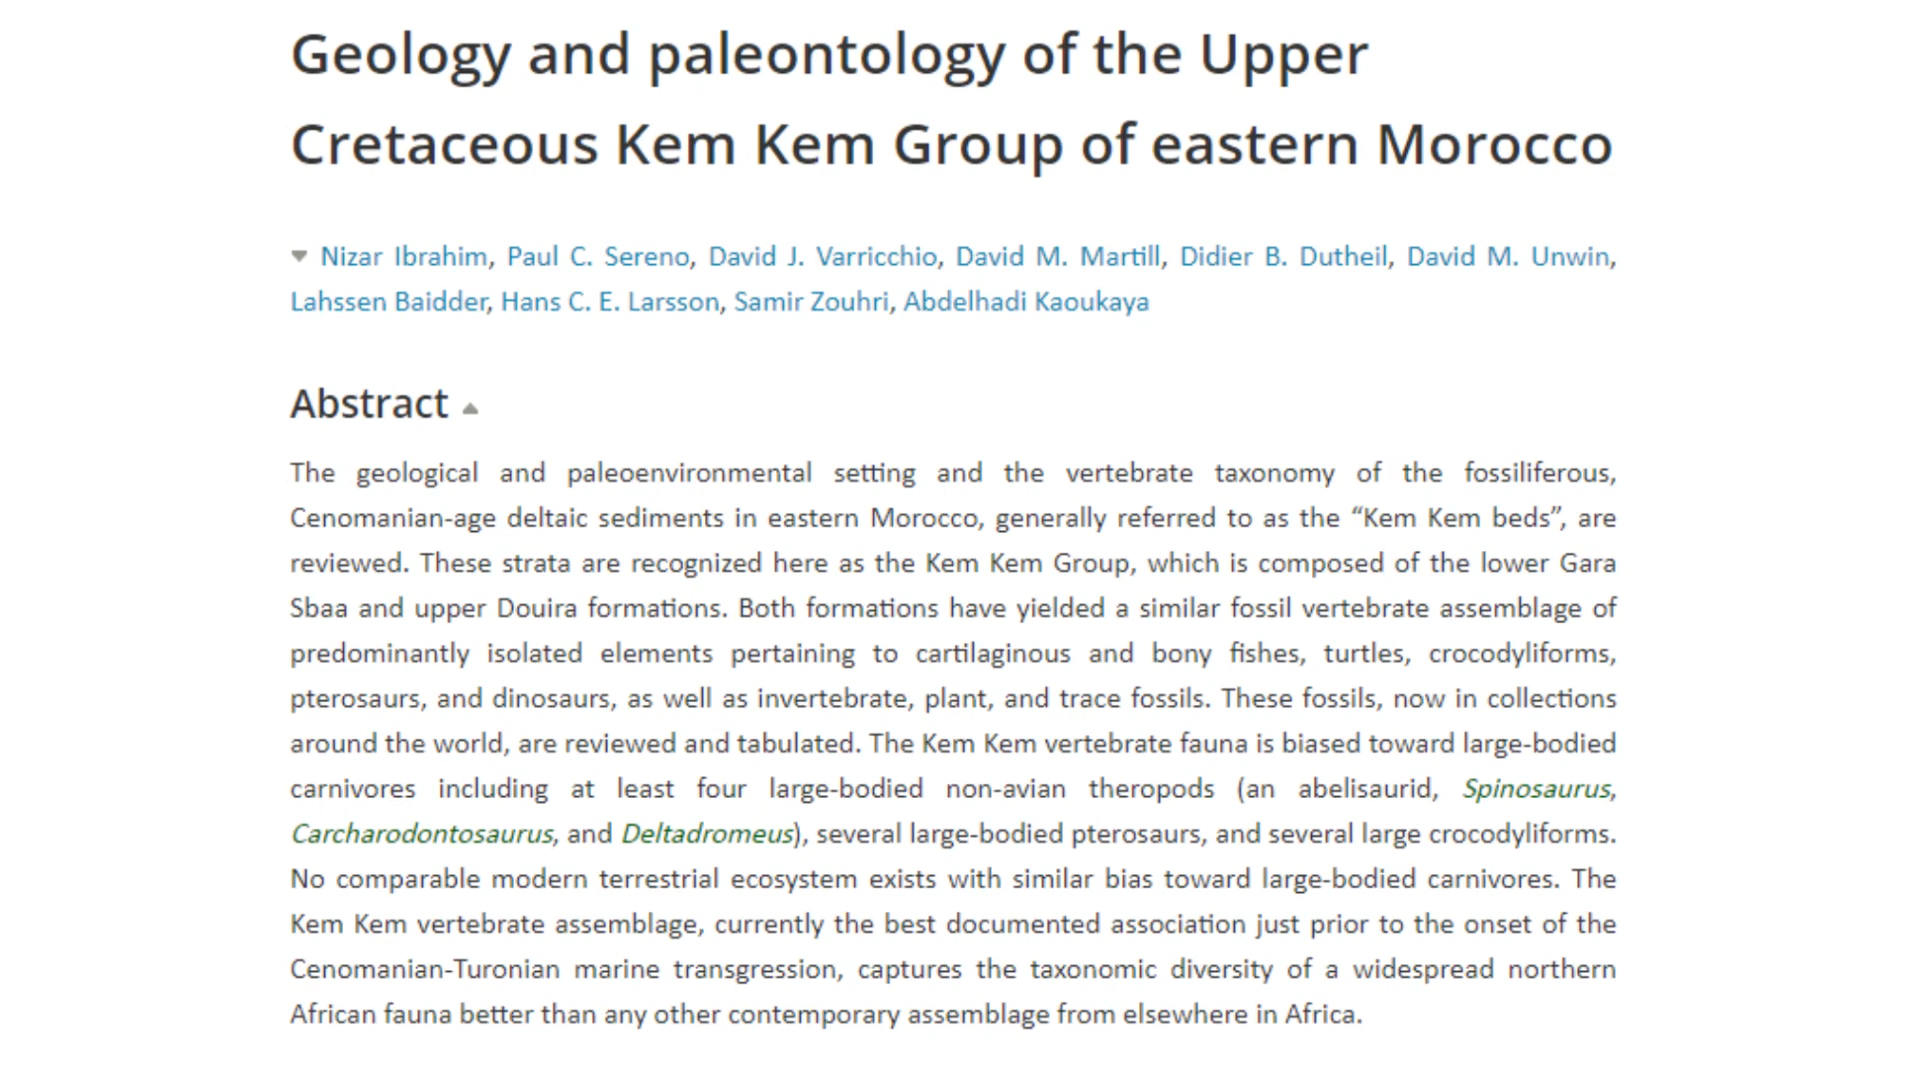 Geology and paleontology of the Upper
Cretaceous Kem Kem Group of eastern Morocco
Nizar Ibrahim, Paul C. Sereno, David J. Varricchio, David M. Martill, Didier B. Dutheil, David M. Unwin,
Lahssen Baidder, Hans C. E. Larsson, Samir Zouhri, Abdelhadi Kaoukaya
Abstract
The geological and paleoenvironmental setting and the vertebrate taxonomy of the fossiliferous,
Cenomanian-age deltaic sediments in eastern Morocco, generally referred to as the “Kem Kem beds”, are
reviewed. These strata are recognized here as the Kem Kem Group, which is composed of the lower Gara
Sbaa and upper Douira formations. Both formations have yielded a similar fossil vertebrate assemblage of
predominantly isolated elements pertaining to cartilaginous and bony fishes, turtles, crocodyliforms,
pterosaurs, and dinosaurs, as well as invertebrate, plant, and trace fossils. These fossils, now in collections
around the world, are reviewed and tabulated. The Kem Kem vertebrate fauna is biased toward large-bodied
carnivores including at least four large-bodied non-avian theropods (an abelisaurid, Spinosaurus,
Carcharodontosaurus, and Deltadromeus), several large-bodied pterosaurs, and several large crocodyliforms.
No comparable modern terrestrial ecosystem exists with similar bias toward large-bodied carnivores. The
Kem Kem vertebrate assemblage, currently the best documented association just prior to the onset of the
Cenomanian-Turonian marine transgression, captures the taxonomic diversity of a widespread northern
African fauna better than any other contemporary assemblage from elsewhere in Africa.